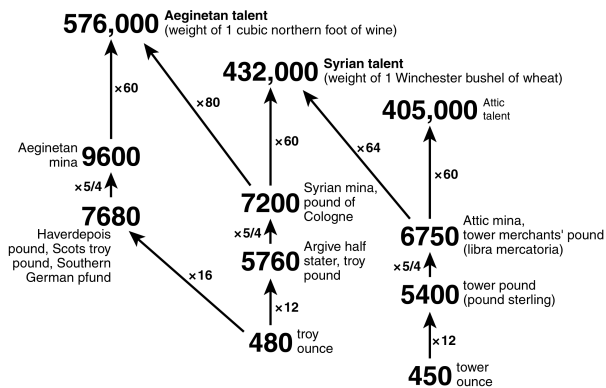 576,000 Aeginetan talent
(weight of 1 cubic northern foot of wine)
432,000 Syrian talent
(weight of 1 Winchester bushel of wheat)
405,000 Attic
talent
×60
×80
×60
×64
×60
Aeginetan
mina 9600
×5/4
7680
Haverdepois
pound, Scots troy
pound, Southern
German pfund
7200 Syrian mina,
pound of
Cologne
×5/4
5760 Argive half
stater, troy
pound
6750 Attic mina,
tower merchants' pound
(libra mercatoria)
×5/4
5400 tower pound
(pound sterling)
×16
×12
×12
480 troy
ounce
450 tower
ounce